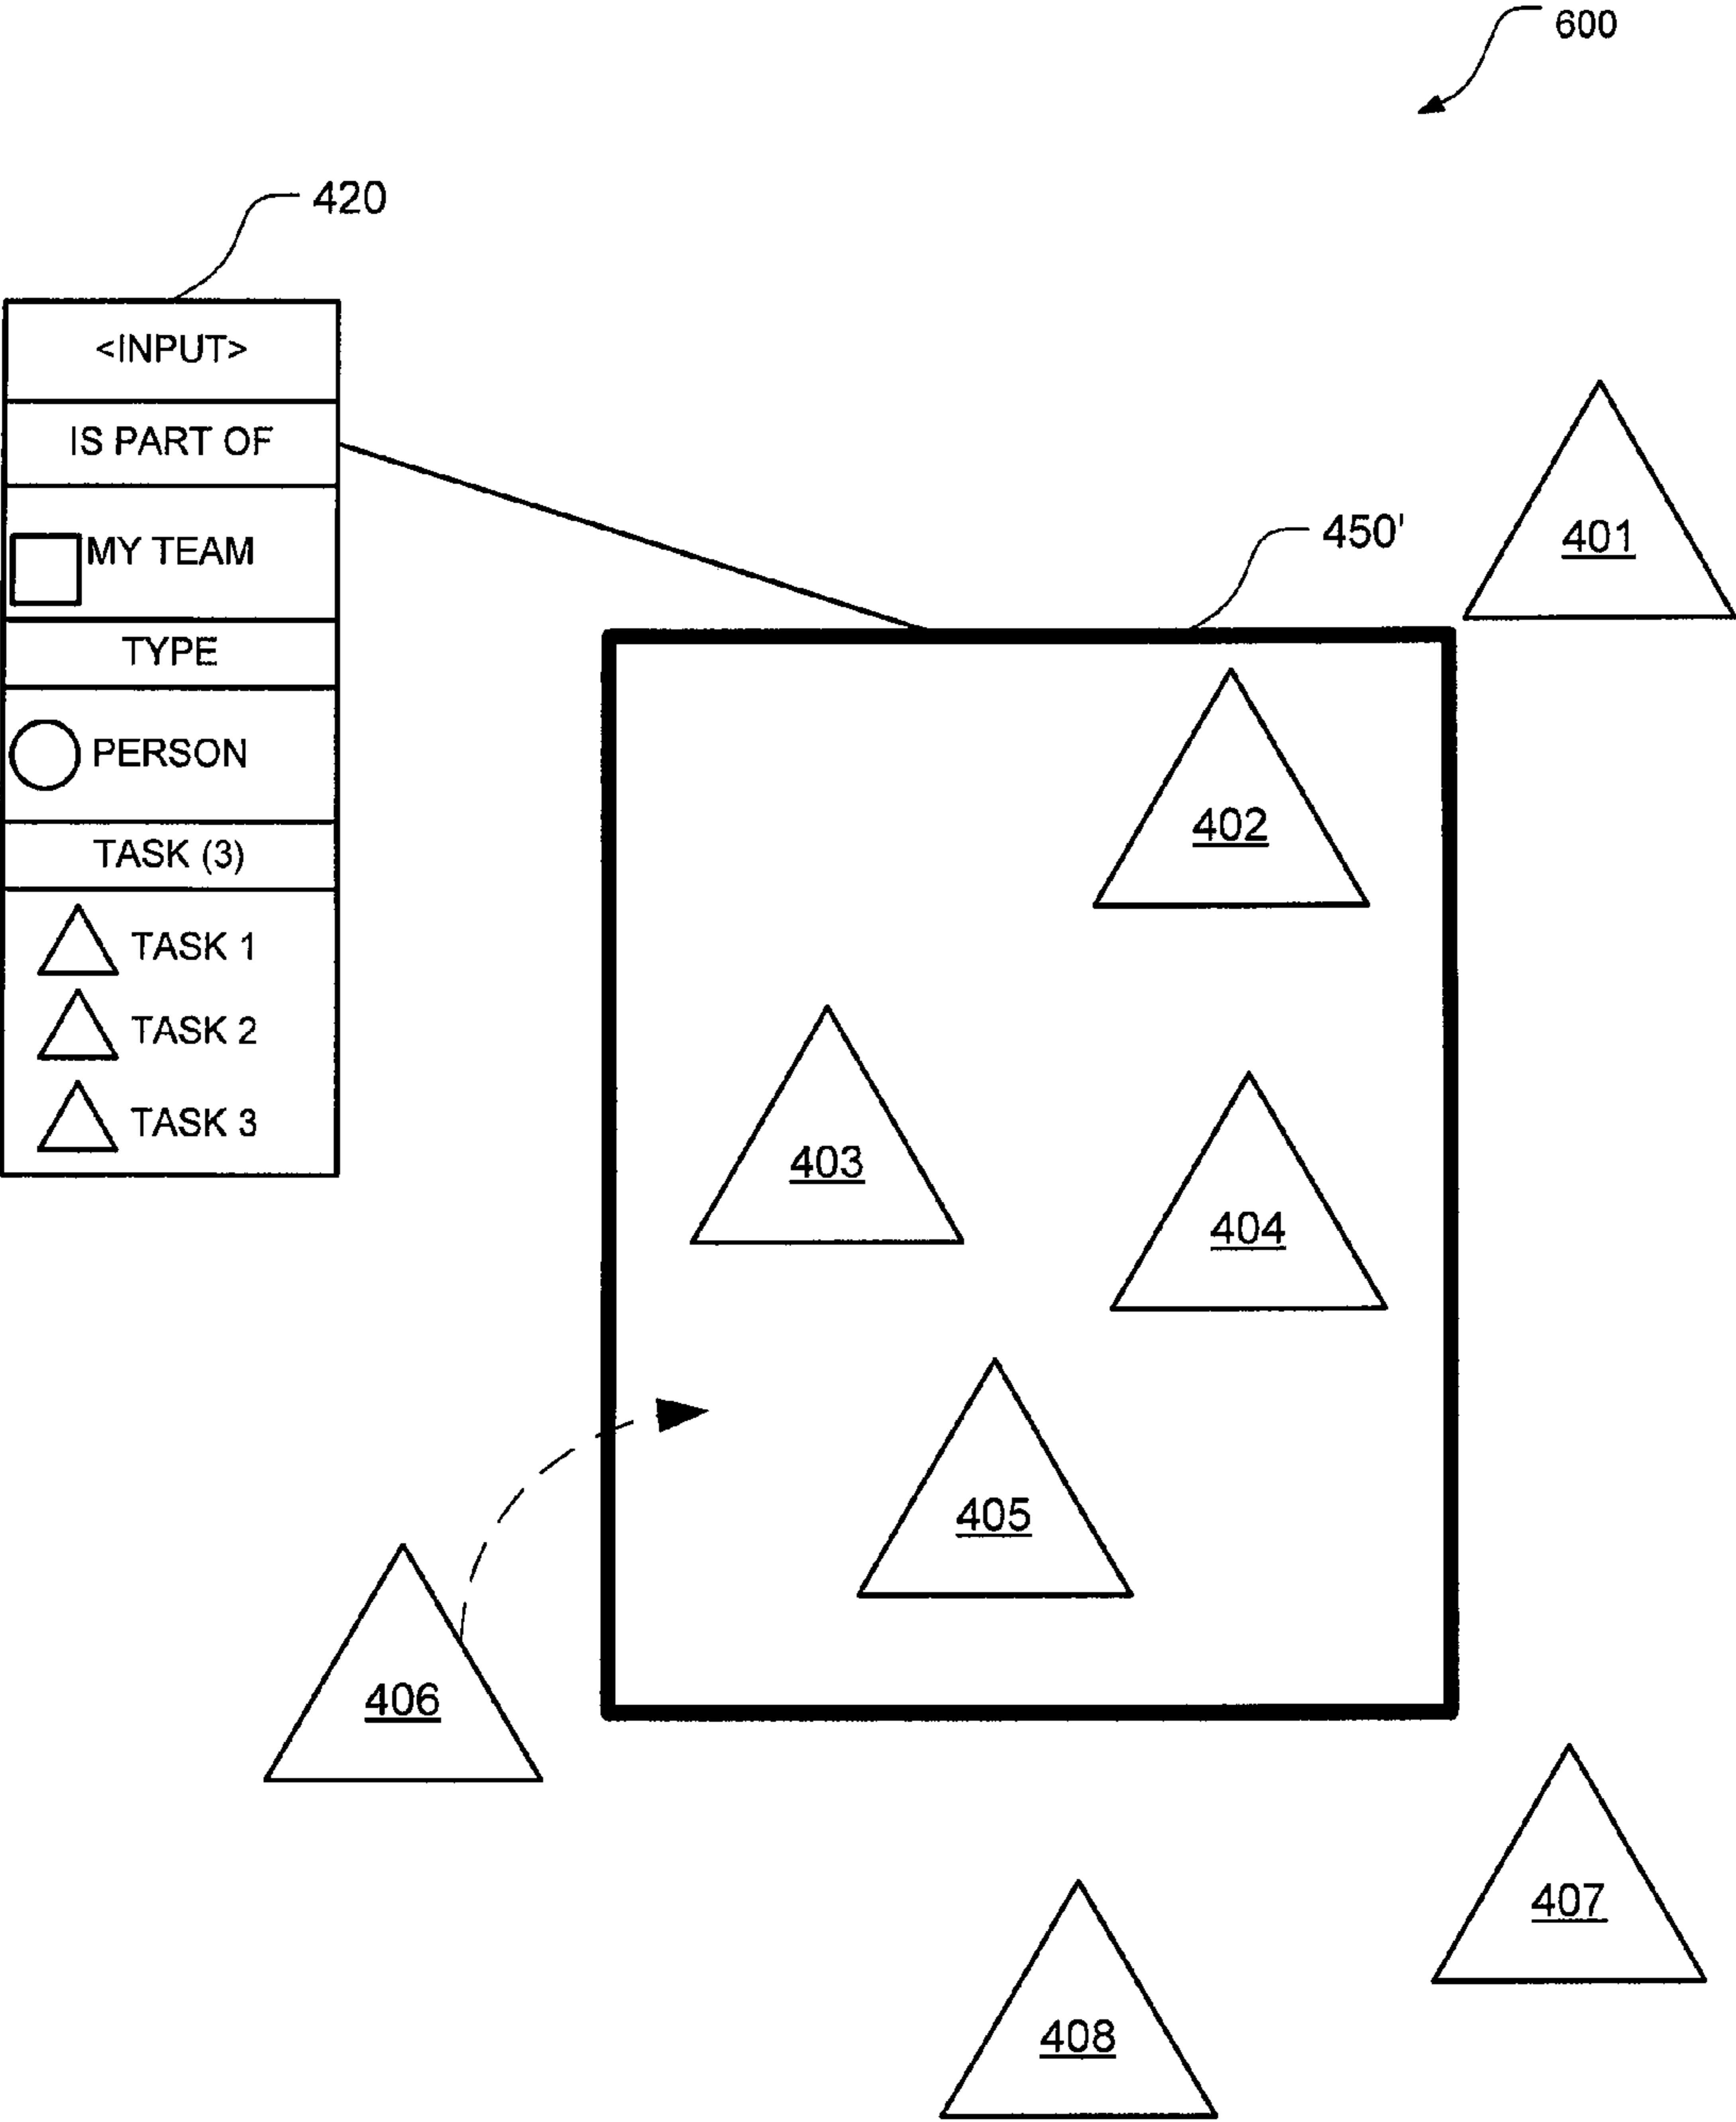 600
420
<INPUT>
IS PART OF
MY TEAM
TYPE
PERSON
TASK (3)
TASK 1
TASK 2
TASK 3
450'
401
402
403
404
405
406
407
408